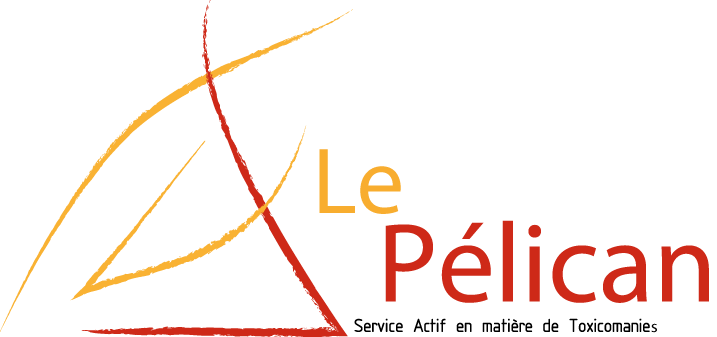 Le
Pélican
Service Actif en matière de Toxicomanies